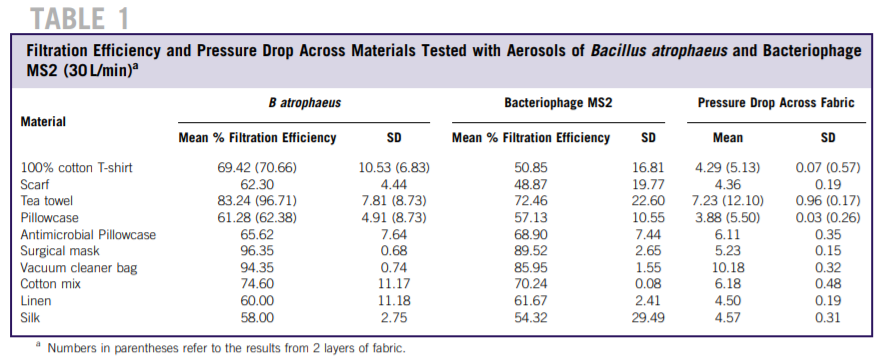 TABLE 1
Filtration Efficiency and Pressure Drop Across Materials Tested with Aerosols of Bacillus atrophaeus and Bacteriophage
MS2 (30 L/min)a
B atrophaeus Bacteriophage MS2 Pressure Drop Across Fabric
Material
Mean % Filtration Efficiency SD Mean % Filtration Efficiency SD Mean SD
100% cotton T-shirt 69.42 (70.66) 10.53 (6.83) 50.85 16.81 4.29 (5.13) 0.07 (0.57)
Scarf 62.30 4.44 48.87 19.77 4.36 0.19
Tea towel 83.24 (96.71) 7.81 (8.73) 72.46 22.60 7.23 (12.10) 0.96 (0.17)
Pillowcase 61.28 (62.38) 4.91 (8.73) 57.13 10.55 3.88 (5.50) 0.03 (0.26)
Antimicrobial Pillowcase 65.62 7.64 68.90 7.44 6.11 0.35
Surgical mask 96.35 0.68 89.52 2.65 5.23 0.15
Vacuum cleaner bag 94.35 0.74 85.95 1.55 10.18 0.32
Cotton mix 74.60 11.17 70.24 0.08 6.18 0.48
Linen 60.00 11.18 61.67 2.41 4.50 0.19
Silk 58.00 2.75 54.32 29.49 4.57 0.31
a Numbers in parentheses refer to the results from 2 layers of fabric.